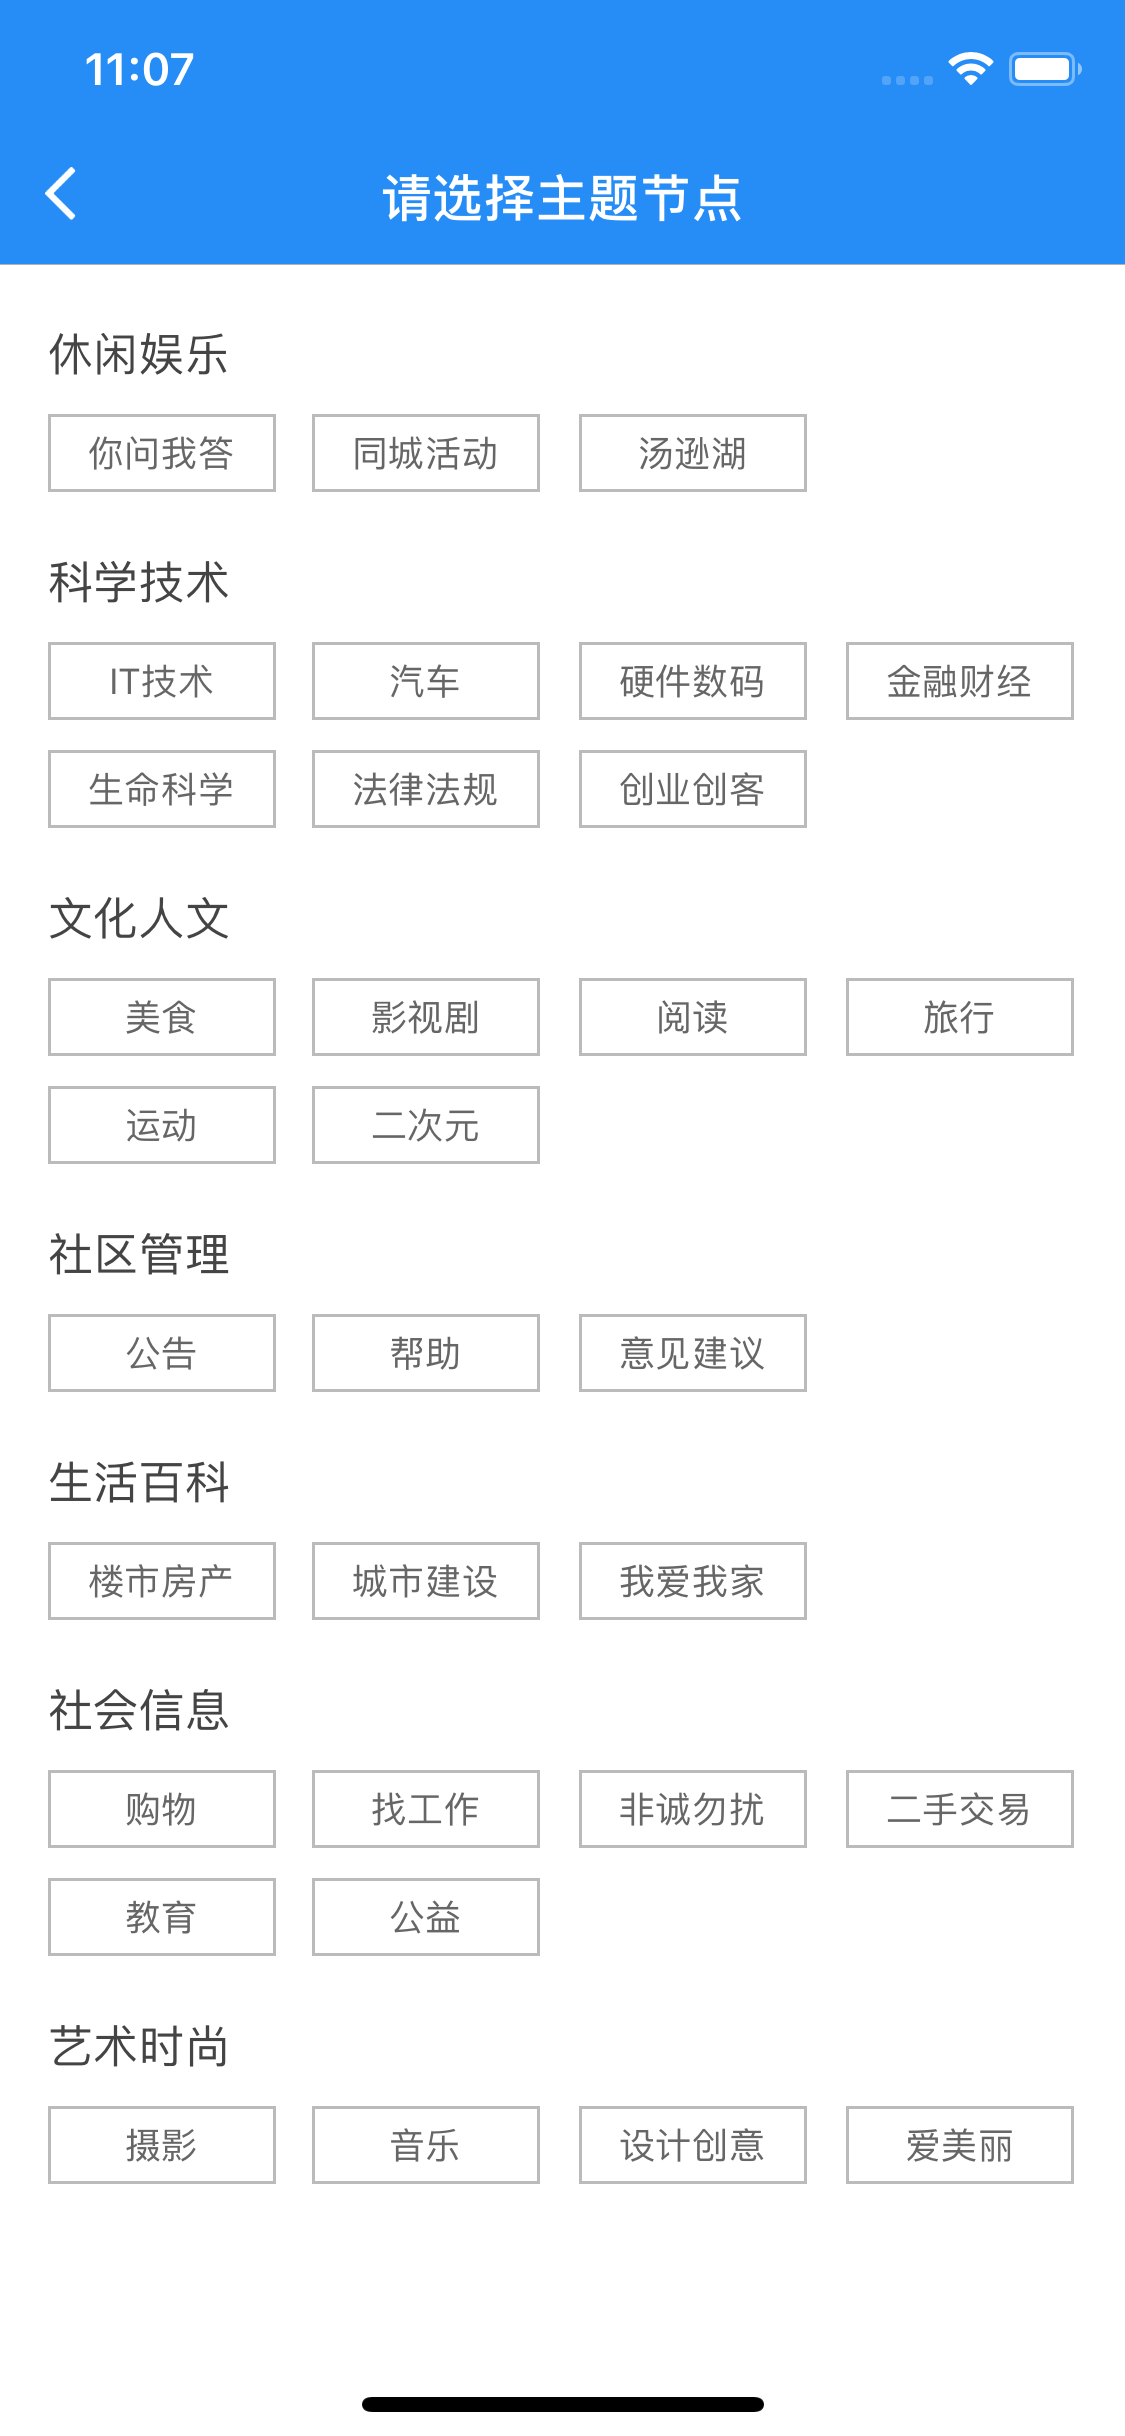 11:07
请选择主题节点
休闲娱乐
你问我答 同城活动 汤逊湖
科学技术
IT技术 汽车 硬件数码 金融财经
生命科学 法律法规 创业创客
文化人文
美食 影视剧 阅读 旅行
运动 二次元
社区管理
公告 帮助 意见建议
生活百科
楼市房产 城市建设 我爱我家
社会信息
购物 找工作 非诚勿扰 二手交易
教育 公益
艺术时尚
摄影 音乐 设计创意 爱美丽